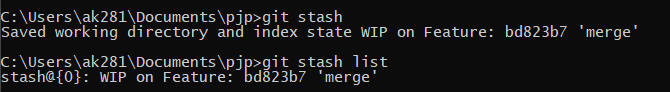 C:\Users\ak281\Documents\pjp>git stash
Saved working directory and index state WIP on Feature: bd823b7 'merge'
C:\Users\ak281\Documents\pjp>git stash list
stash@{0}: WIP on Feature: bd823b7 'merge'